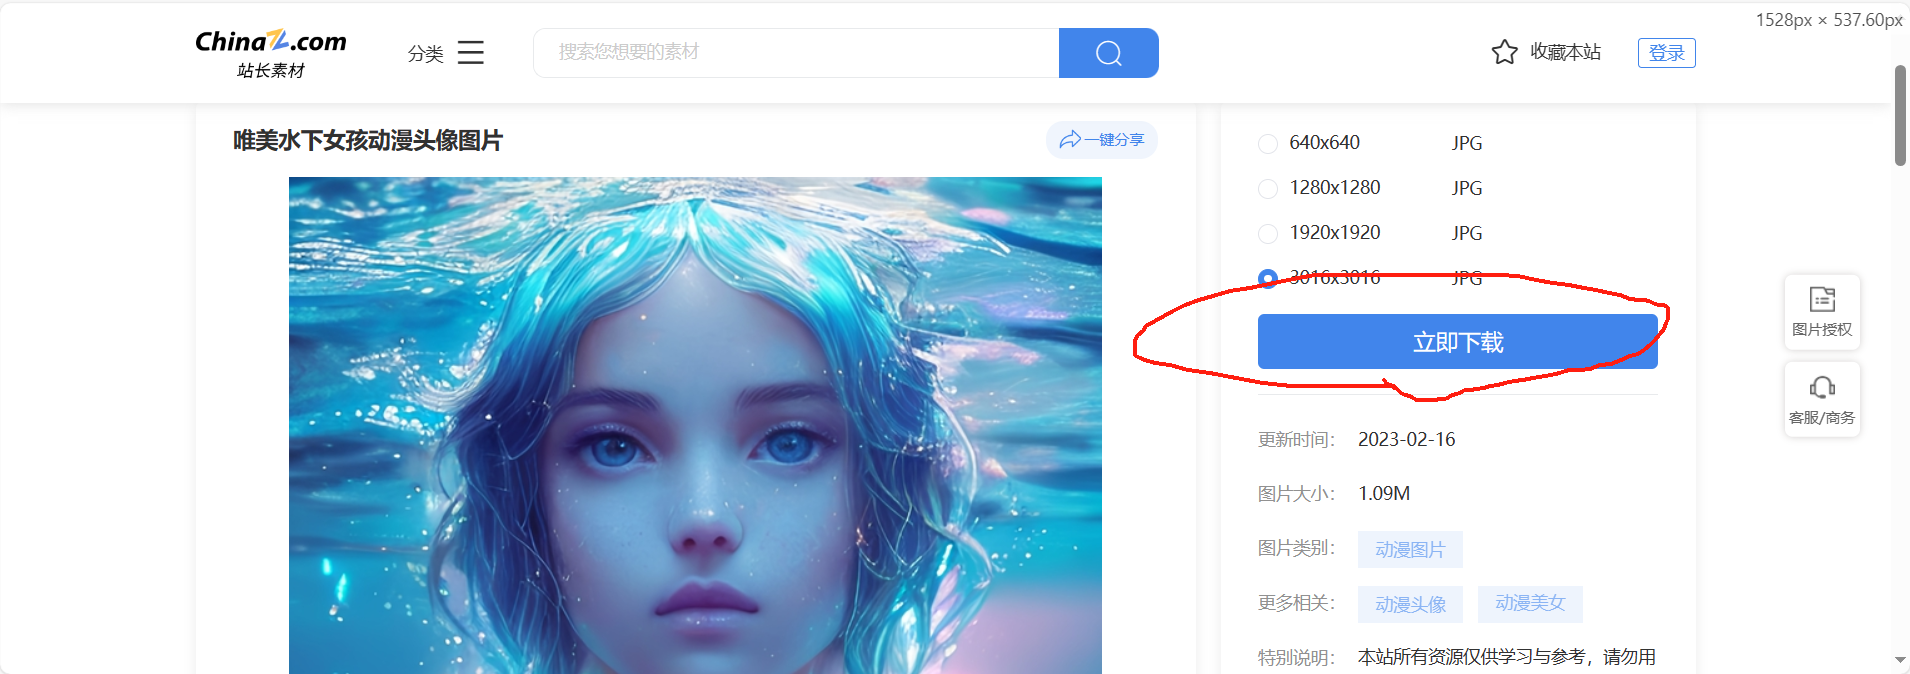 1528px × 537.60px
ChinaZ.com
站长素材
分类
搜索您想要的素材
收藏本站
登录
唯美水下女孩动漫头像图片
一键分享
640x640 JPG
1280x1280 JPG
1920x1920 JPG
3016x3016 JPG
立即下载
更新时间： 2023-02-16
图片大小： 1.09M
图片类别： 动漫图片
更多相关： 动漫头像 动漫美女
特别说明： 本站所有资源仅供学习与参考，请勿用
图片授权
客服/商务